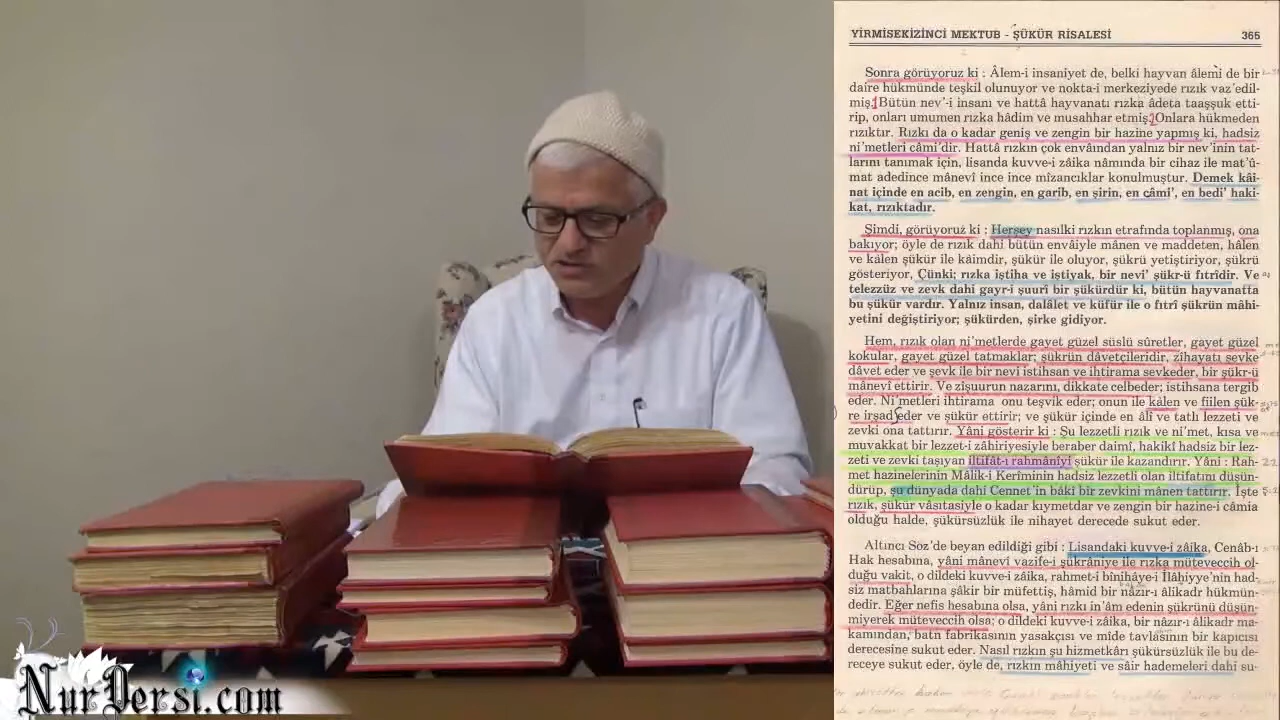 YİRMİSEKİZİNCİ MEKTUB - ŞÜKÜR RİSALESİ 365
Sonra görüyoruz ki : Âlem-i insaniyet de, belki hayvan âlemi de bir
daire hükmünde teşkil olunuyor ve nokta-i merkeziyede rızık vaz'edil-
miş. Bütün nev'-i insanı ve hattâ hayvanatı rızka âdeta taaşşuk etti-
rip, onları umumen rızka hâdim ve musahhar etmiş. Onlara hükmeden
rızıktır. Rızkı da o kadar geniş ve zengin bir hazine yapmış ki, hadsiz
ni'metleri câmi'dir. Hattâ rızkın çok envâından yalnız bir nev'inin tat-
larını tanımak için, lisanda kuvve-i zâika nâmında bir cihaz ile mat'û-
mat adedince mânevî ince ince mîzancıklar konulmuştur. Demek kâi-
nat içinde en acib, en zengin, en garib, en şirin, en câmi', en bedi' haki-
kat, rızıktadır.
Şimdi, görüyoruz ki : Herşey nasılki rızkın etrafında toplanmış, ona
bakıyor; öyle de rızık dahi bütün envâiyle mânen ve maddeten, hâlen
ve kâlen şükür ile kâimdir, şükür ile oluyor, şükrü yetiştiriyor, şükrü
gösteriyor, Çünki; rızka iştiha ve iştiyak, bir nevi' şükr-ü fıtrîdir. Ve
telezzüz ve zevk dahi gayr-i şuurî bir şükürdür ki, bütün hayvanatta
bu şükür vardır. Yalnız insan, dalâlet ve küfür ile o fıtrî şükrün mâhi-
yetini değiştiriyor; şükürden, şirke gidiyor.
Hem, rızık olan ni'metlerde gayet güzel süslü sûretler, gayet güzel
kokular, gayet güzel tatmaklar; şükrün dâvetçileridir, zîhayatı şevke
dâvet eder ve şevk ile bir nevi istihsan ve ihtirama sevkeder, bir şükr-ü
mânevî ettirir. Ve zîşuurun nazarını, dikkate celbeder; istihsana tergib
eder. Ni'metleri ihtirama onu teşvik eder; onun ile kâlen ve fiilen şük-
re irşad eder ve şükür ettirir; ve şükür içinde en âlî ve tatlı lezzeti ve
zevki ona tattırır. Yâni gösterir ki : Şu lezzetli rızık ve ni'met, kısa ve
muvakkat bir lezzet-i zâhiriyesiyle beraber daimî, hakikî hadsiz bir lez-
zeti ve zevki taşıyan iltifât-ı rahmânîyi şükür ile kazandırır. Yâni : Rah-
met hazinelerinin Mâlik-i Kerîminin hadsiz lezzetli olan iltifatını düşün-
dürüp, şu dünyada dahi Cennet'in bâki bir zevkini mânen tattırır. İşte
rızık, şükür vâsıtasiyle o kadar kıymetdar ve zengin bir hazine-i câmia
olduğu halde, şükürsüzlük ile nihayet derecede sukut eder.
Altıncı Söz'de beyan edildiği gibi : Lisandaki kuvve-i zâika, Cenâb-ı
Hak hesabına, yâni mânevî vazife-i şükrâniye ile rızka müteveccih ol-
duğu vakit, o dildeki kuvve-i zâika, rahmet-i bînihâye-i İlâhiyye'nin had-
siz matbahlarına şâkir bir müfettiş, hâmid bir nâzır-ı âlîkadr hükmün-
dedir. Eğer nefis hesabına olsa, yâni rızkı in'âm edenin şükrünü düşün-
miyerek müteveccih olsa; o dildeki kuvve-i zâika, bir nâzır-ı âlîkadr ma-
kamından, batn fabrikasının yasakçısı ve mide tavlasının bir kapıcısı
derecesine sukut eder. Nasıl rızkın şu hizmetkârı şükürsüzlük ile bu de-
receye sukut eder, öyle de, rızkın mâhiyeti ve sâir hademeleri dahi su-
NurDersi.com